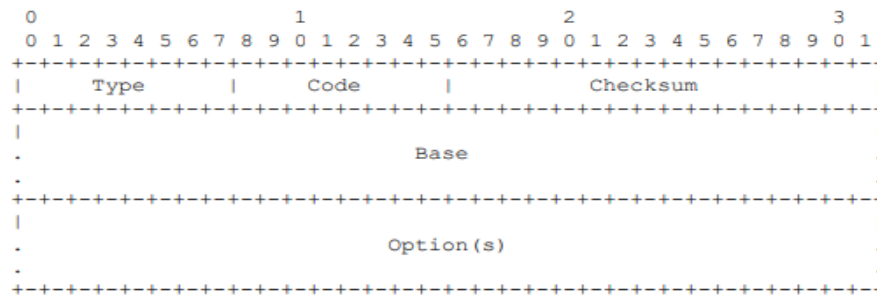 0                   1                   2                   3
 0 1 2 3 4 5 6 7 8 9 0 1 2 3 4 5 6 7 8 9 0 1 2 3 4 5 6 7 8 9 0 1
+-+-+-+-+-+-+-+-+-+-+-+-+-+-+-+-+-+-+-+-+-+-+-+-+-+-+-+-+-+-+-+-
|     Type      |     Code      |          Checksum
+-+-+-+-+-+-+-+-+-+-+-+-+-+-+-+-+-+-+-+-+-+-+-+-+-+-+-+-+-+-+-+-
|
.                             Base                              .
.                                                               .
+-+-+-+-+-+-+-+-+-+-+-+-+-+-+-+-+-+-+-+-+-+-+-+-+-+-+-+-+-+-+-+-
|
.                           Option(s)                           .
.                                                               .
+-+-+-+-+-+-+-+-+-+-+-+-+-+-+-+-+-+-+-+-+-+-+-+-+-+-+-+-+-+-+-+-